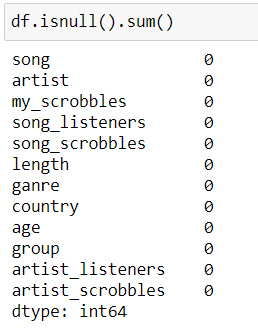 df.isnull().sum()
song 0
artist 0
my_scrobbles 0
song_listeners 0
song_scrobbles 0
length 0
ganre 0
country 0
age 0
group 0
artist_listeners 0
artist_scrobbles 0
dtype: int64